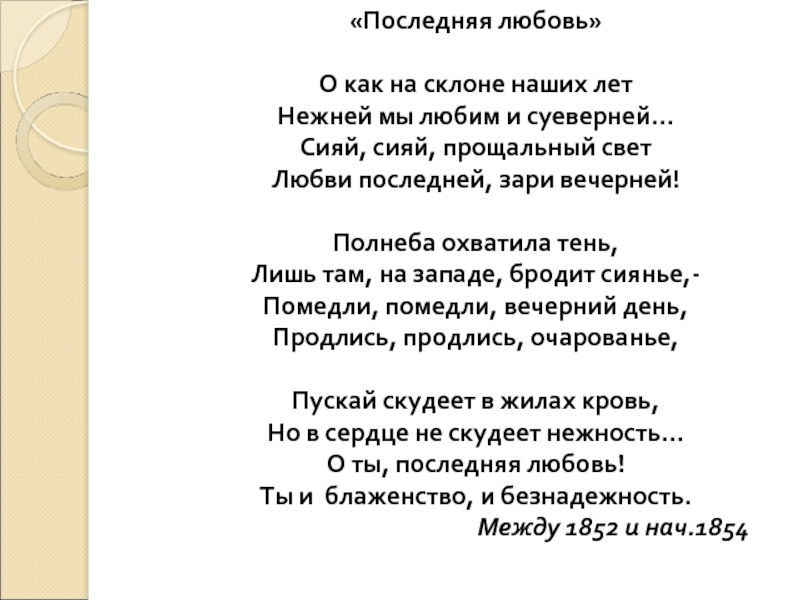 «Последняя любовь»
О как на склоне наших лет
Нежней мы любим и суеверней...
Сияй, сияй, прощальный свет
Любви последней, зари вечерней!
Полнеба охватила тень,
Лишь там, на западе, бродит сиянье,-
Помедли, помедли, вечерний день,
Продлись, продлись, очарованье,
Пускай скудеет в жилах кровь,
Но в сердце не скудеет нежность...
О ты, последняя любовь!
Ты и  блаженство, и безнадежность.
Между 1852 и нач.1854